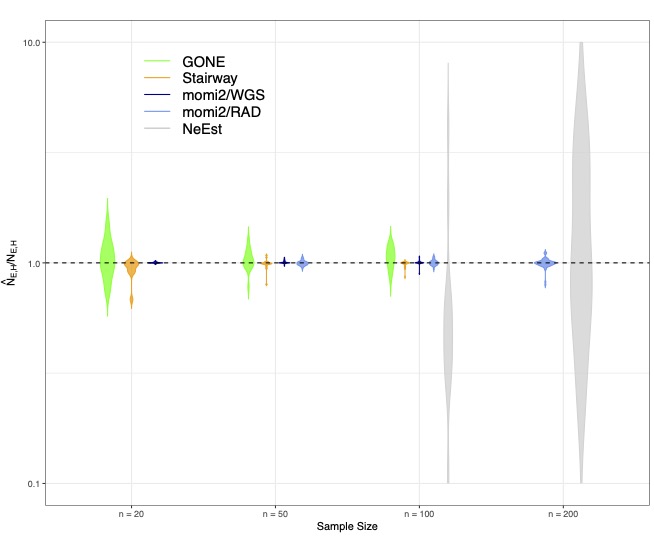 10.0
GONE
Stairway
momi2/WGS
momi2/RAD
NeEst
N̂E,H/NE,H
1.0
0.1
n = 20
n = 50
n = 100
n = 200
Sample Size